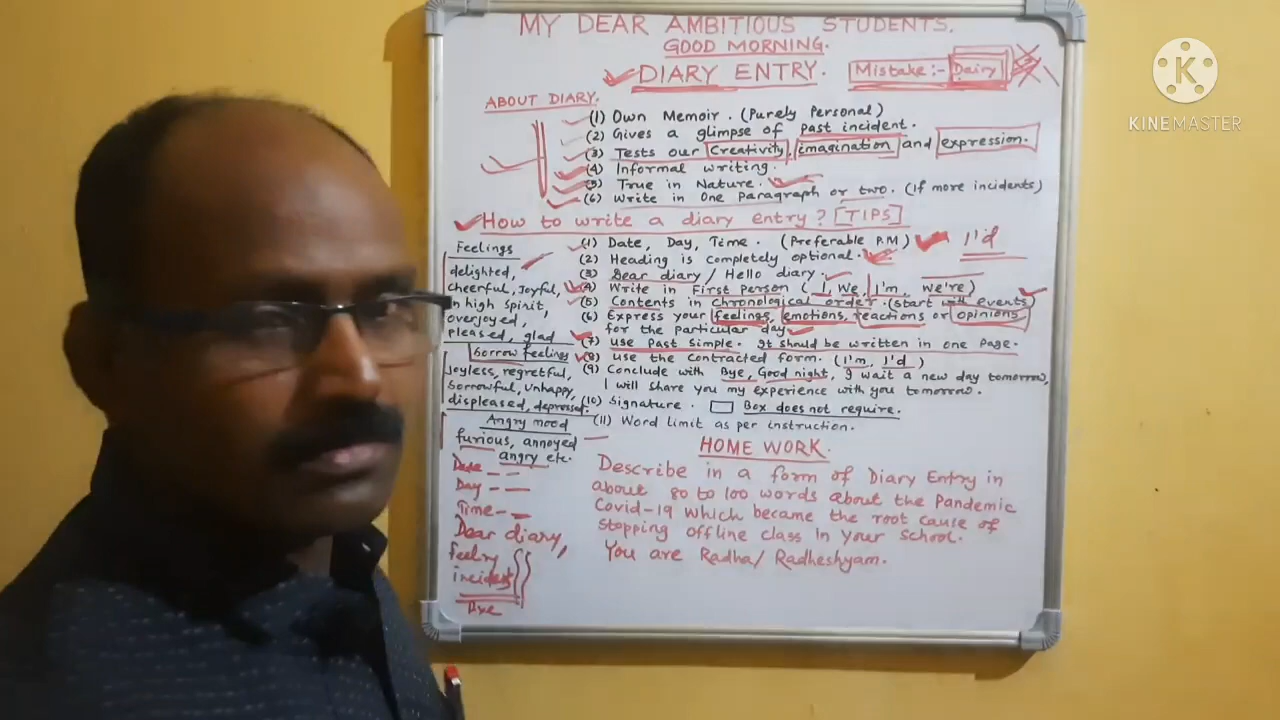 MY DEAR AMBITIOUS STUDENTS.
GOOD MORNING.
DIARY ENTRY. Mistake:- Dairy
KINEMASTER
ABOUT DIARY.
(1) Own Memoir. (Purely Personal)
(2) Gives a glimpse of past incident.
(3) Tests our Creativity, imagination and expression.
(4) Informal writing.
(5) True in Nature.
(6) Write in One Paragraph or two. (if more incidents)
How to write a diary entry? [TIPS]
(1) Date, Day, Time. (Preferable P.M) I'd
(2) Heading is completely optional.
(3) Dear diary / Hello diary.
(4) Write in First Person (I, We, I'm, We're)
(5) Contents in chronological order. (Start with events)
(6) Express your feelings, emotions, reactions or opinions
for the particular day
(7) use Past Simple. It should be written in one page.
(8) use the contracted form. (I'm, I'd)
(9) Conclude with Bye, Good night, I wait a new day tomorrow,
I will share you my experience with you tomorrow.
(10) Signature. Box does not require.
(11) Word limit as per instruction.
Feelings
delighted,
cheerful, Joyful,
in high spirit,
overjoyed,
pleased, glad
Sorrow feelings
Joyless, regretful,
sorrowful, unhappy,
displeased, depressed.
Angry mood
furious, annoyed
angry etc.
Date
Day
Time
Dear diary,
incident
HOME WORK.
Describe in a form of Diary Entry in
about 80 to 100 words about the Pandemic
Covid-19 which became the root cause of
stopping offline class in your school.
You are Radha/ Radheshyam.